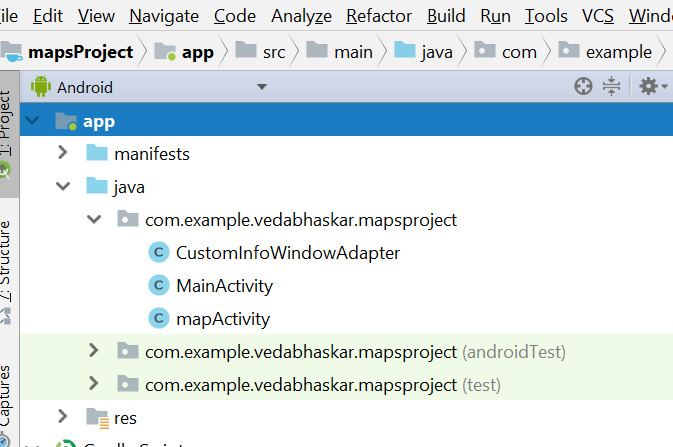 ile Edit View Navigate Code Analyze Refactor Build Run Tools VCS Windo
mapsProject app src main java com example
Android
1: Project
app
manifests
java
com.example.vedabhaskar.mapsproject
CustomInfoWindowAdapter
MainActivity
mapActivity
7: Structure
com.example.vedabhaskar.mapsproject (androidTest)
com.example.vedabhaskar.mapsproject (test)
Captures
res